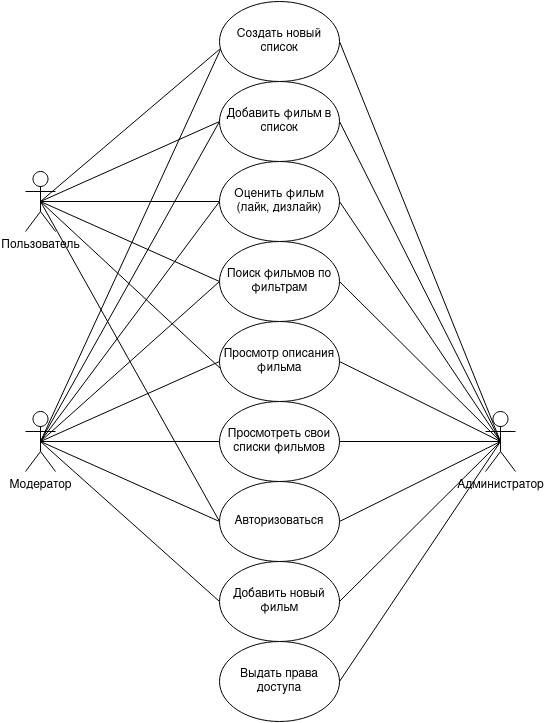 Создать новый
список
Добавить фильм в
список
Оценить фильм
(лайк, дизлайк)
Пользователь
Поиск фильмов по
фильтрам
Просмотр описания
фильма
Просмотреть свои
списки фильмов
Модератор
Администратор
Авторизоваться
Добавить новый
фильм
Выдать права
доступа